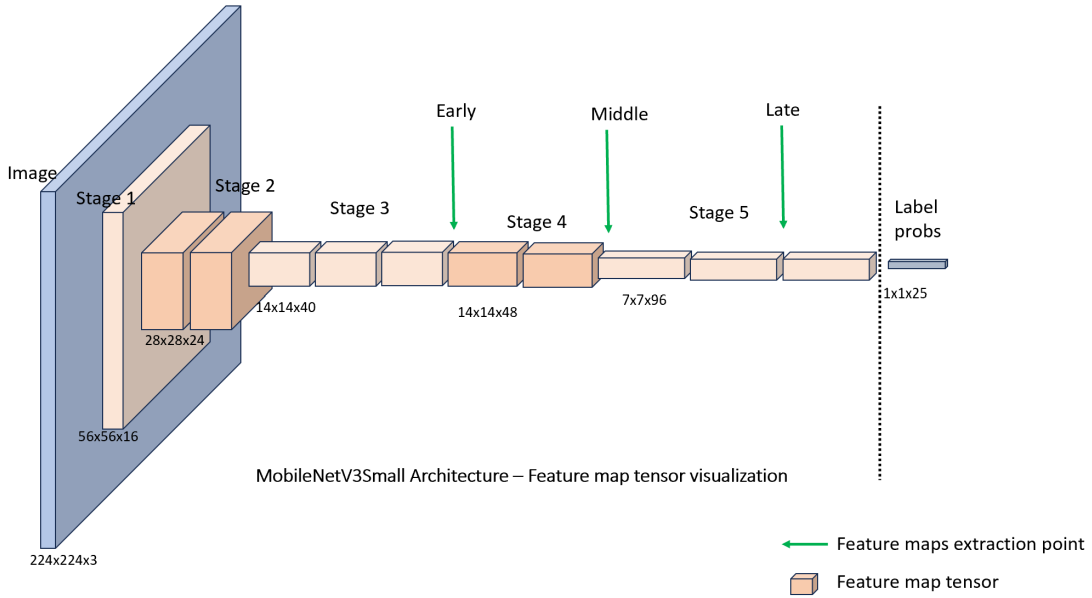 Early
Middle
Late
Image
Stage 1
Stage 2
Stage 3
Stage 4
Stage 5
Label
probs
14x14x40
14x14x48
7x7x96
1x1x25
28x28x24
56x56x16
MobileNetV3Small Architecture – Feature map tensor visualization
224x224x3
Feature maps extraction point
Feature map tensor